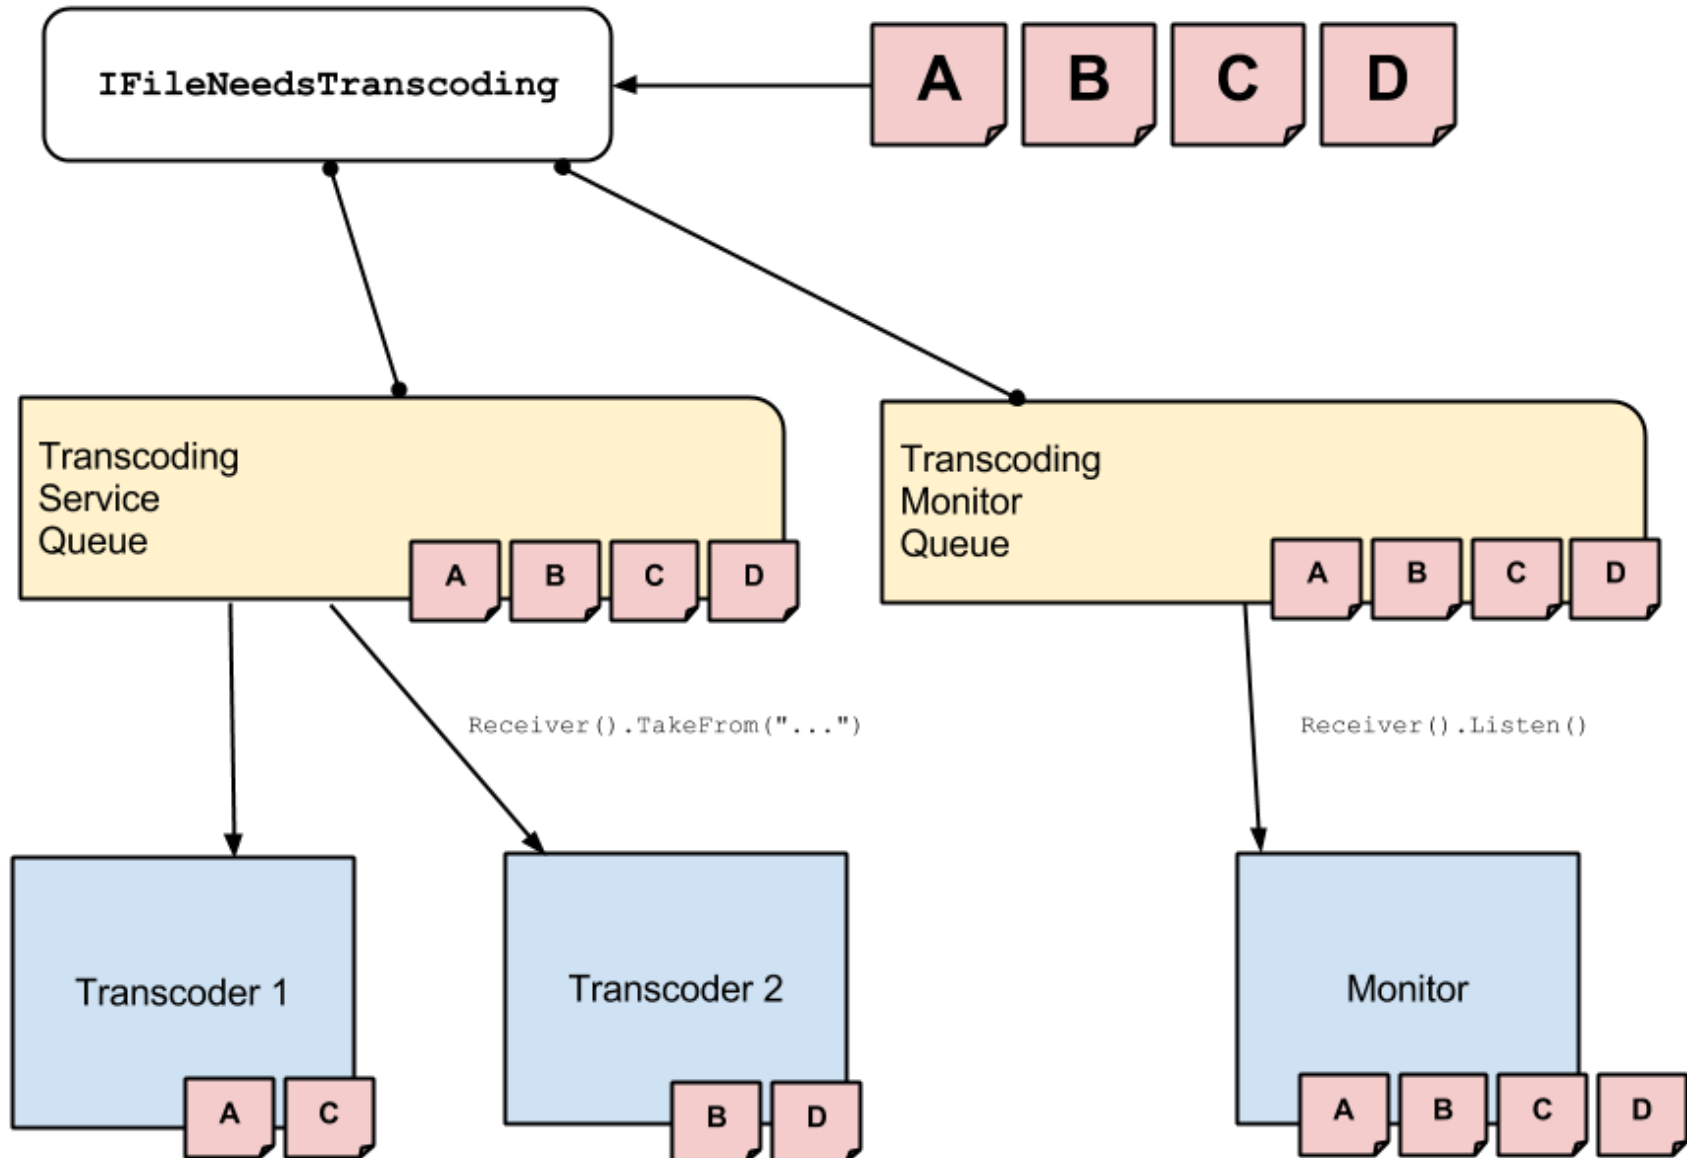 IFileNeedsTranscoding
A B C D
Transcoding
Service
Queue
A B C D
Transcoding
Monitor
Queue
A B C D
Receiver().TakeFrom("...")
Receiver().Listen()
Transcoder 1
A C
Transcoder 2
B D
Monitor
A B C D